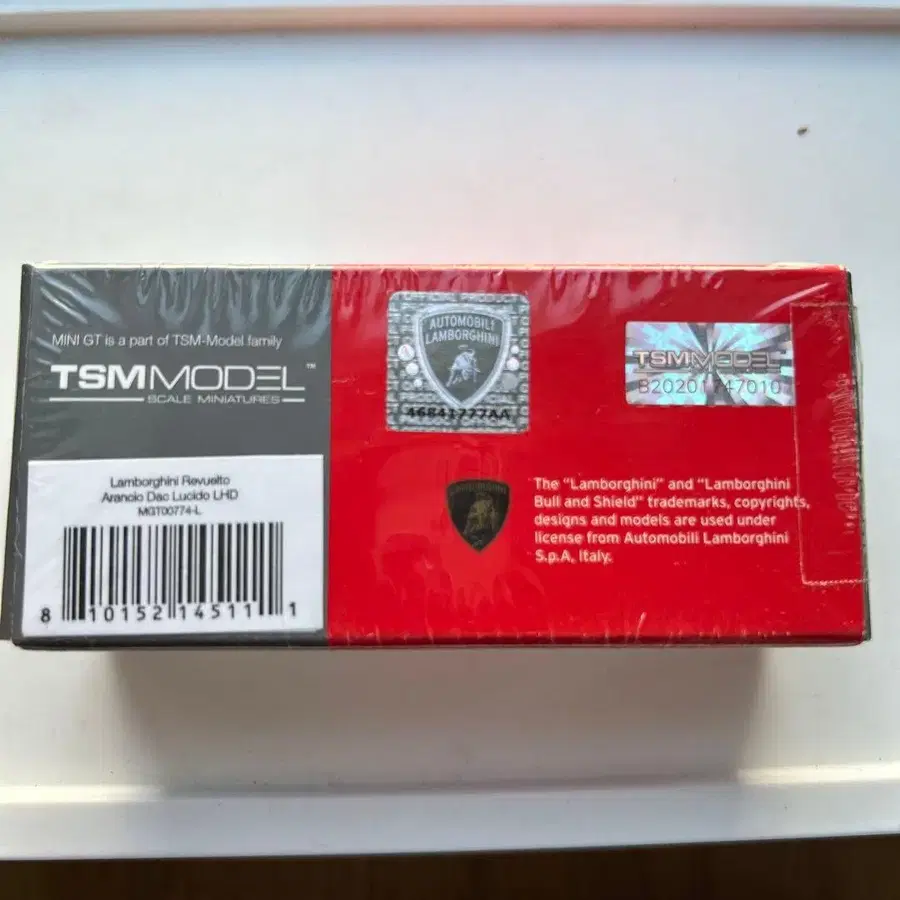 MINI GT is a part of TSM-Model family
TSMMODEL™
SCALE MINIATURES
Lamborghini Revuelto
Arancio Dac Lucido LHD
MGT00774-L
8 10152 14511 1
AUTOMOBILI
LAMBORGHINI
46841777AA
TSMMODEL
820201747010
The “Lamborghini” and “Lamborghini
Bull and Shield” trademarks, copyrights,
designs and models are used under
license from Automobili Lamborghini
S.p.A, Italy.